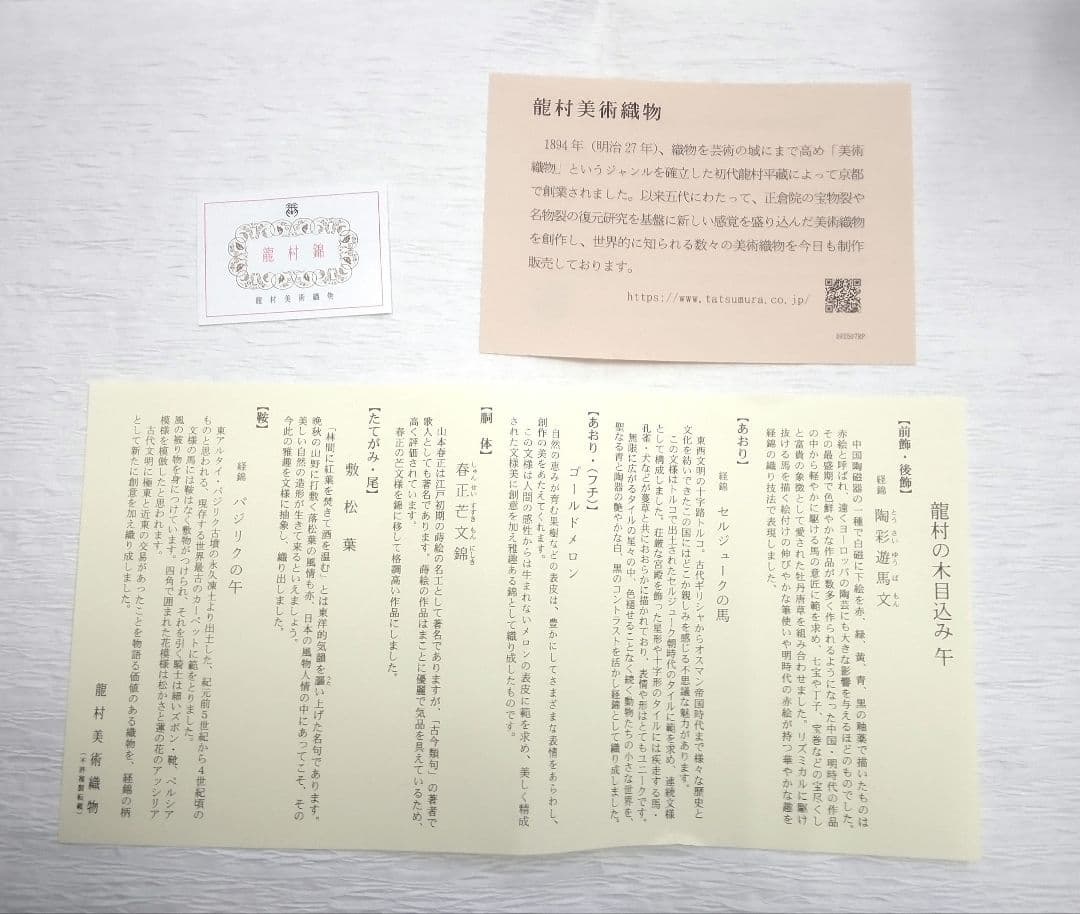 龍村錦
龍村美術織物
龍村美術織物
1894年（明治27年）、織物を芸術の域にまで高め「美術
織物」というジャンルを確立した初代龍村平蔵によって京都
で創業されました。以来五代にわたって、正倉院の宝物裂や
名物裂の復元研究を基盤に新しい感覚を盛り込んだ美術織物
を創作し、世界的に知られる数々の美術織物を今日も制作
販売しております。
https://www.tatsumura.co.jp/
龍村の木目込み 午
【前飾・後飾】
経錦 陶彩遊馬文
とう さい ゆう ば もん
中国陶磁器の一種で白磁に下絵を赤、緑、黄、青、黒の釉薬で描いたものは
赤絵と呼ばれ、遠くヨーロッパの陶芸にも大きな影響を与えるほどのものでした。
その最盛期で色鮮やかな作品が数多く作られるようになった中国・明時代の作品
の中から軽やかに駆ける馬の意匠に範を求め、七宝や丁子、宝巻などの宝尽くし
と富貴の象徴として愛された牡丹唐草を組み合わせました。リズミカルに駆け
抜ける馬を描く絵付けの伸びやかな筆使いや明時代の赤絵が持つ華やかな趣を
経錦の織り技法で表現しました。
【あおり】
経錦 セルジュークの馬
東西文明の十字路トルコ。古代ギリシャからオスマン帝国時代まで様々な歴史と
文化を紡いできたこの国にはどこか親しみを感じる不思議な魅力があります。
この文様はトルコで出土されたセルジューク朝時代のタイルに範を求め、連続文様
として構成しました。荘厳な宮殿を飾った星形や十字形のタイルには疾走する馬・
孔雀・犬などが蔓草と共におおらかに描かれており、表情や形はとてもユニークです。
無限に広がるタイルの星々の中、色褪せることなく続く動物たちの小さな世界を、
聖なる青と陶器の艶やかな白、黒のコントラストを活かし経錦として織り成しました。
【あおり・（フチ）】
ゴールドメロン
自然の恵みが育む果樹などの表皮は、豊かにしてさまざまな表情をあらわし、
創作の美をあたえてくれます。
この文様は人間の感性からは生まれないメロンの表皮に範を求め、美しく精成
された文様美に創意を加え雅趣ある錦として織り成したものです。
【胴 体】
春正芒文錦
しゅんせい すすき もん にしき
山本春正は江戸初期の蒔絵の名工として著名でありますが、「古今類句」の著者で
歌人としても著名であります。蒔絵の作品はまことに優麗で気品を具えているため、
高く評価されています。
春正の芒文様を錦に移して格調高い作品にしました。
【たてがみ・尾】
敷松葉
「林間に紅葉を焚きて酒を温む」とは東洋的気韻を謳い上げた名句であります。
うた
晩秋の山野に打敷く落松葉の風情も亦、日本の風物人情の中にあってこそ、その
美しい自然の造形が生きて来るといえましょう。
今此の雅趣を文様に抽象し、織り出しました。
【鞍】
経錦 パジリクの午
東アルタイ・パジリク古墳の永久凍土より出土した、紀元前5世紀から4世紀頃の
ものと思われる、現存する世界最古のカーペットに範をとりました。
文様の馬には鞍はなく敷物がつけられ、それを引く騎士は細いズボン・靴、ペルシア
風の被り物を身につけています。四角で囲まれた花模様は松かさと蓮の花のアッシリア
模様を模倣したと思われます。
古代文明に極東と近東の交易があったことを物語る価値のある織物を、経錦の柄
として新たに創意を加え織り成しました。
龍村美術織物
（不許複製転載）